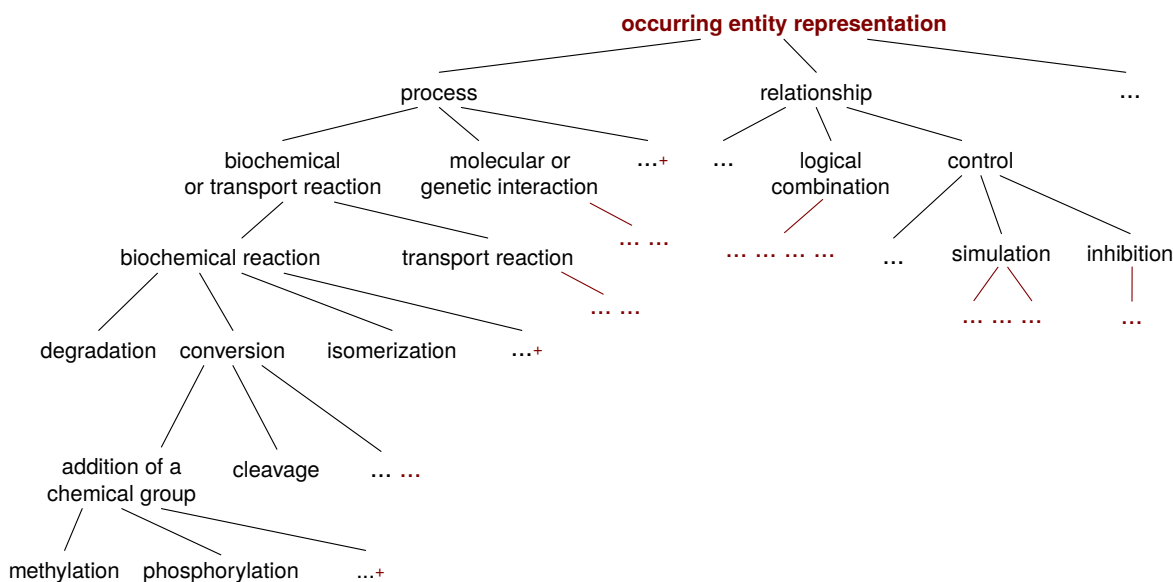 occurring entity representation
process
relationship
...
biochemical
or transport reaction
molecular or
genetic interaction
...+
...
logical
combination
control
... ...
biochemical reaction
transport reaction
... ... ... ...
...
simulation
inhibition
... ...
... ... ...
...
degradation
conversion
isomerization
...+
addition of a
chemical group
cleavage
... ...
methylation
phosphorylation
...+